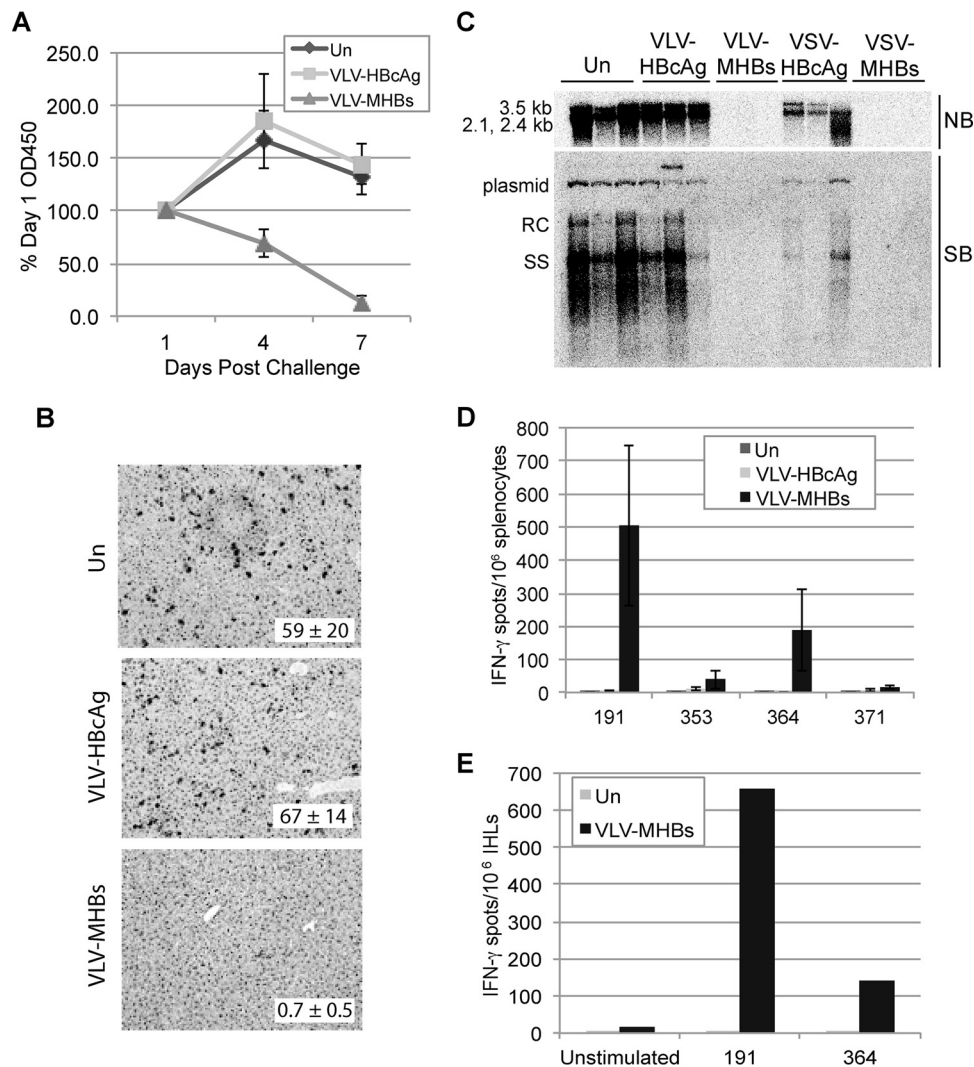 A
% Day 1 OD450
250.0
200.0
150.0
100.0
50.0
0.0
1
4
7
Days Post Challenge
Un
VLV-HBcAg
VLV-MHBs
B
Un
59 ± 20
VLV-HBcAg
67 ± 14
VLV-MHBs
0.7 ± 0.5
C
Un
VLV-
HBcAg
VLV-
MHBs
VSV-
HBcAg
VSV-
MHBs
3.5 kb
2.1, 2.4 kb
NB
plasmid
RC
SS
SB
D
IFN-γ spots/10⁶ splenocytes
800
700
600
500
400
300
200
100
0
191
353
364
371
Un
VLV-HBcAg
VLV-MHBs
E
IFN-γ spots/10⁶ IHLs
700
600
500
400
300
200
100
0
Unstimulated
191
364
Un
VLV-MHBs